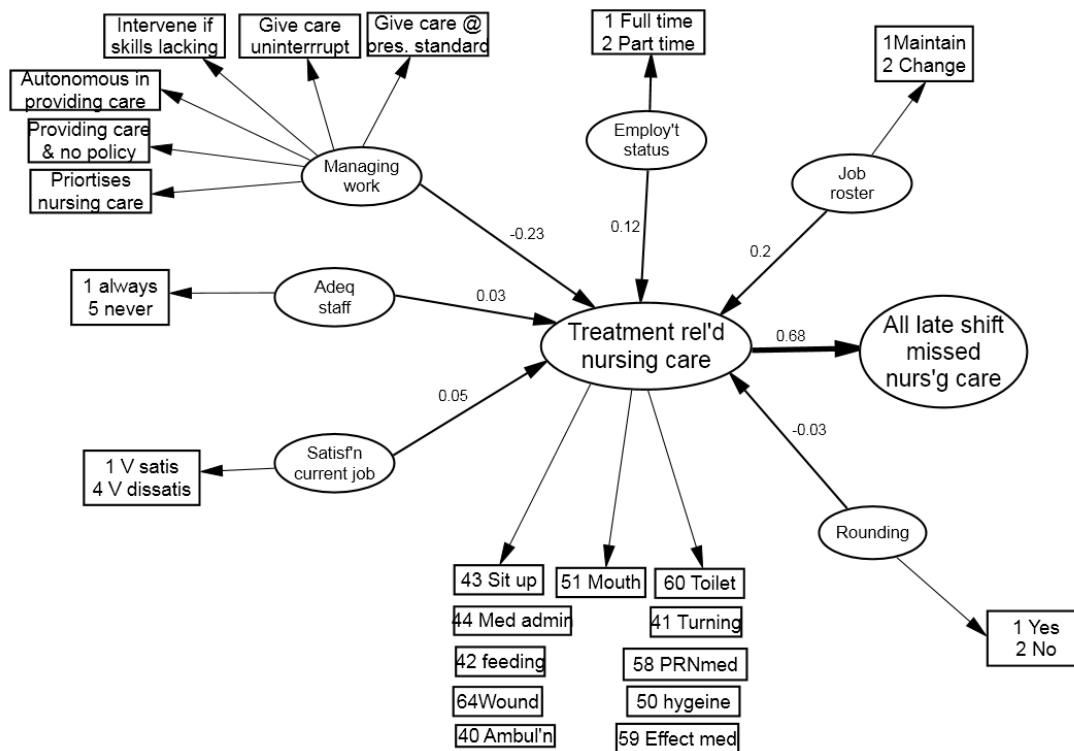 Intervene if
skills lacking
Give care
uninterrrupt
Give care @
pres. standard
1 Full time
2 Part time
1Maintain
2 Change
Autonomous in
providing care
Providing care
& no policy
Priortises
nursing care
Managing
work
Employ't
status
Job
roster
-0.23
0.12
0.2
1 always
5 never
Adeq
staff
0.03
Treatment rel'd
nursing care
0.68
All late shift
missed
nurs'g care
0.05
-0.03
1 V satis
4 V dissatis
Satisf'n
current job
Rounding
43 Sit up
51 Mouth
60 Toilet
44 Med admin
41 Turning
1 Yes
2 No
42 feeding
58 PRNmed
64Wound
50 hygeine
40 Ambul'n
59 Effect med